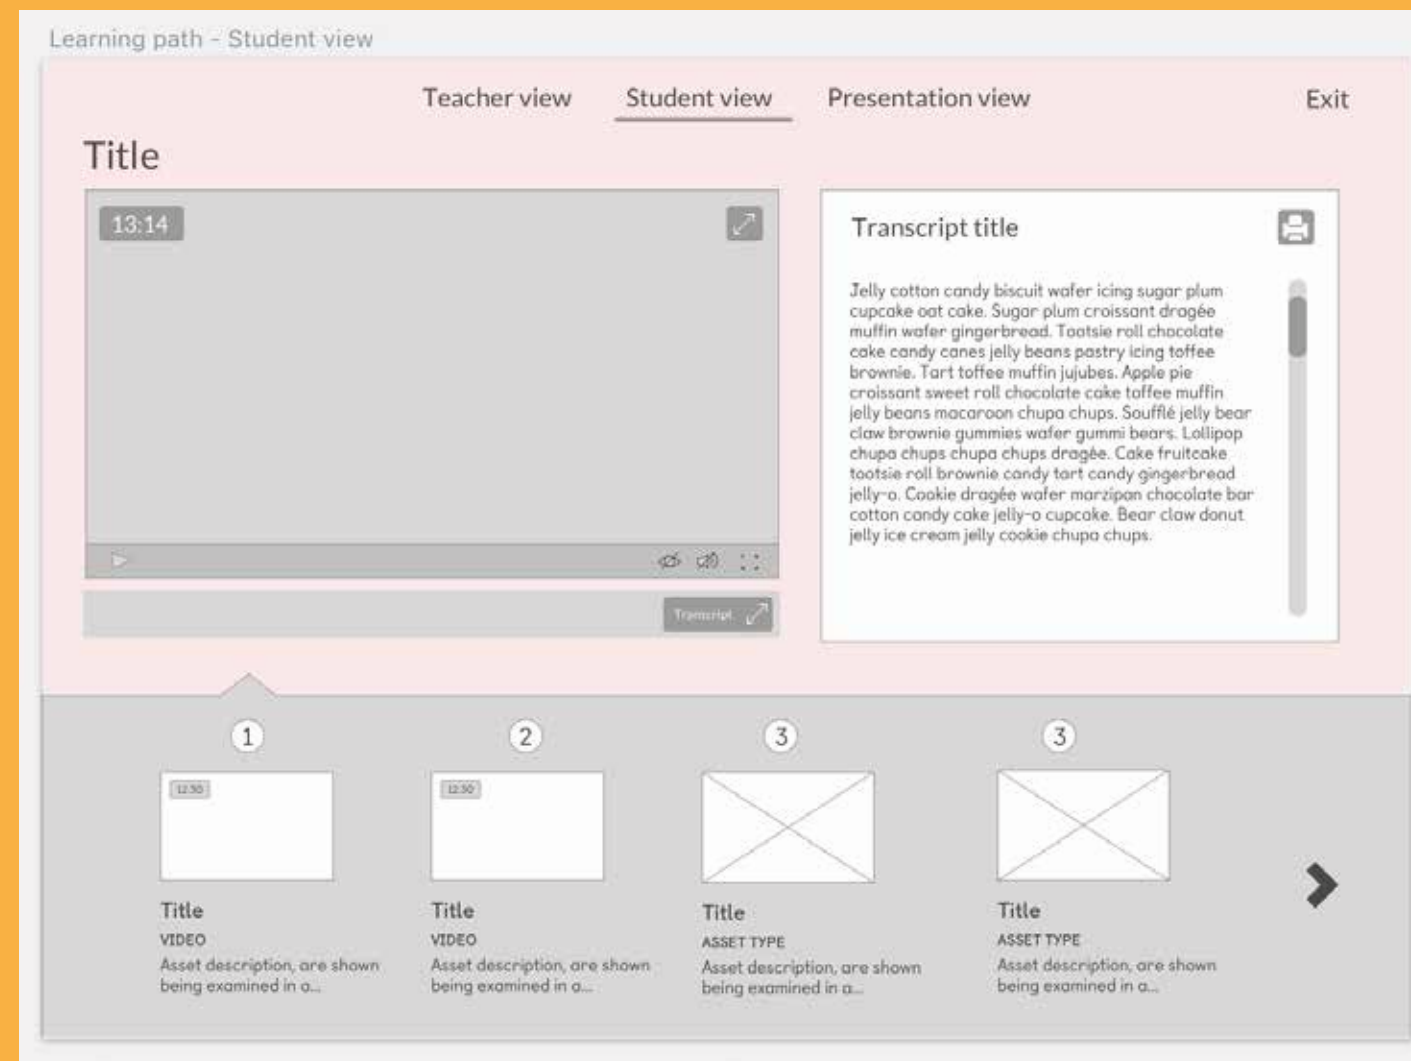 Learning path - Student view
Teacher view
Student view
Presentation view
Exit
Title
13:14
Transcript title
Jelly cotton candy biscuit wafer icing sugar plum
cupcake oat cake. Sugar plum croissant dragée
muffin wafer gingerbread. Tootsie roll chocolate
cake candy canes jelly beans pastry icing toffee
brownie. Tart toffee muffin jujubes. Apple pie
croissant sweet roll chocolate cake toffee muffin
jelly beans macaroon chupa chups. Soufflé jelly bear
claw brownie gummies wafer gummi bears. Lollipop
chupa chups chupa chups dragée. Cake fruitcake
tootsie roll brownie candy tart candy gingerbread
jelly-o. Cookie dragée wafer marzipan chocolate bar
cotton candy cake jelly-o cupcake. Bear claw donut
jelly ice cream jelly cookie chupa chups.
Transcript
1
12:30
Title
VIDEO
Asset description, are shown
being examined in a...
2
12:30
Title
VIDEO
Asset description, are shown
being examined in a...
3
Title
ASSET TYPE
Asset description, are shown
being examined in a...
3
Title
ASSET TYPE
Asset description, are shown
being examined in a...